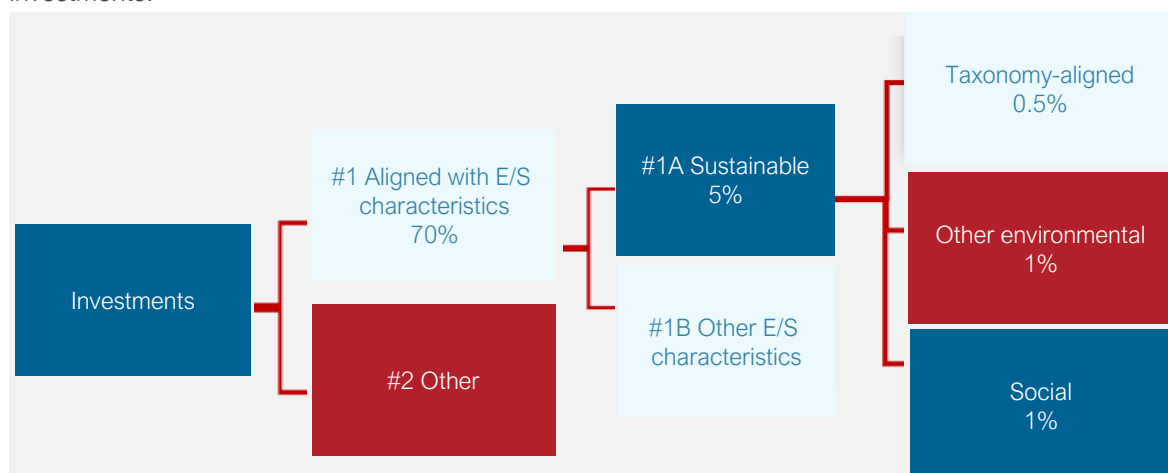 investments.
Investments
#1 Aligned with E/S
characteristics
70%
#2 Other
#1A Sustainable
5%
#1B Other E/S
characteristics
Taxonomy-aligned
0.5%
Other environmental
1%
Social
1%